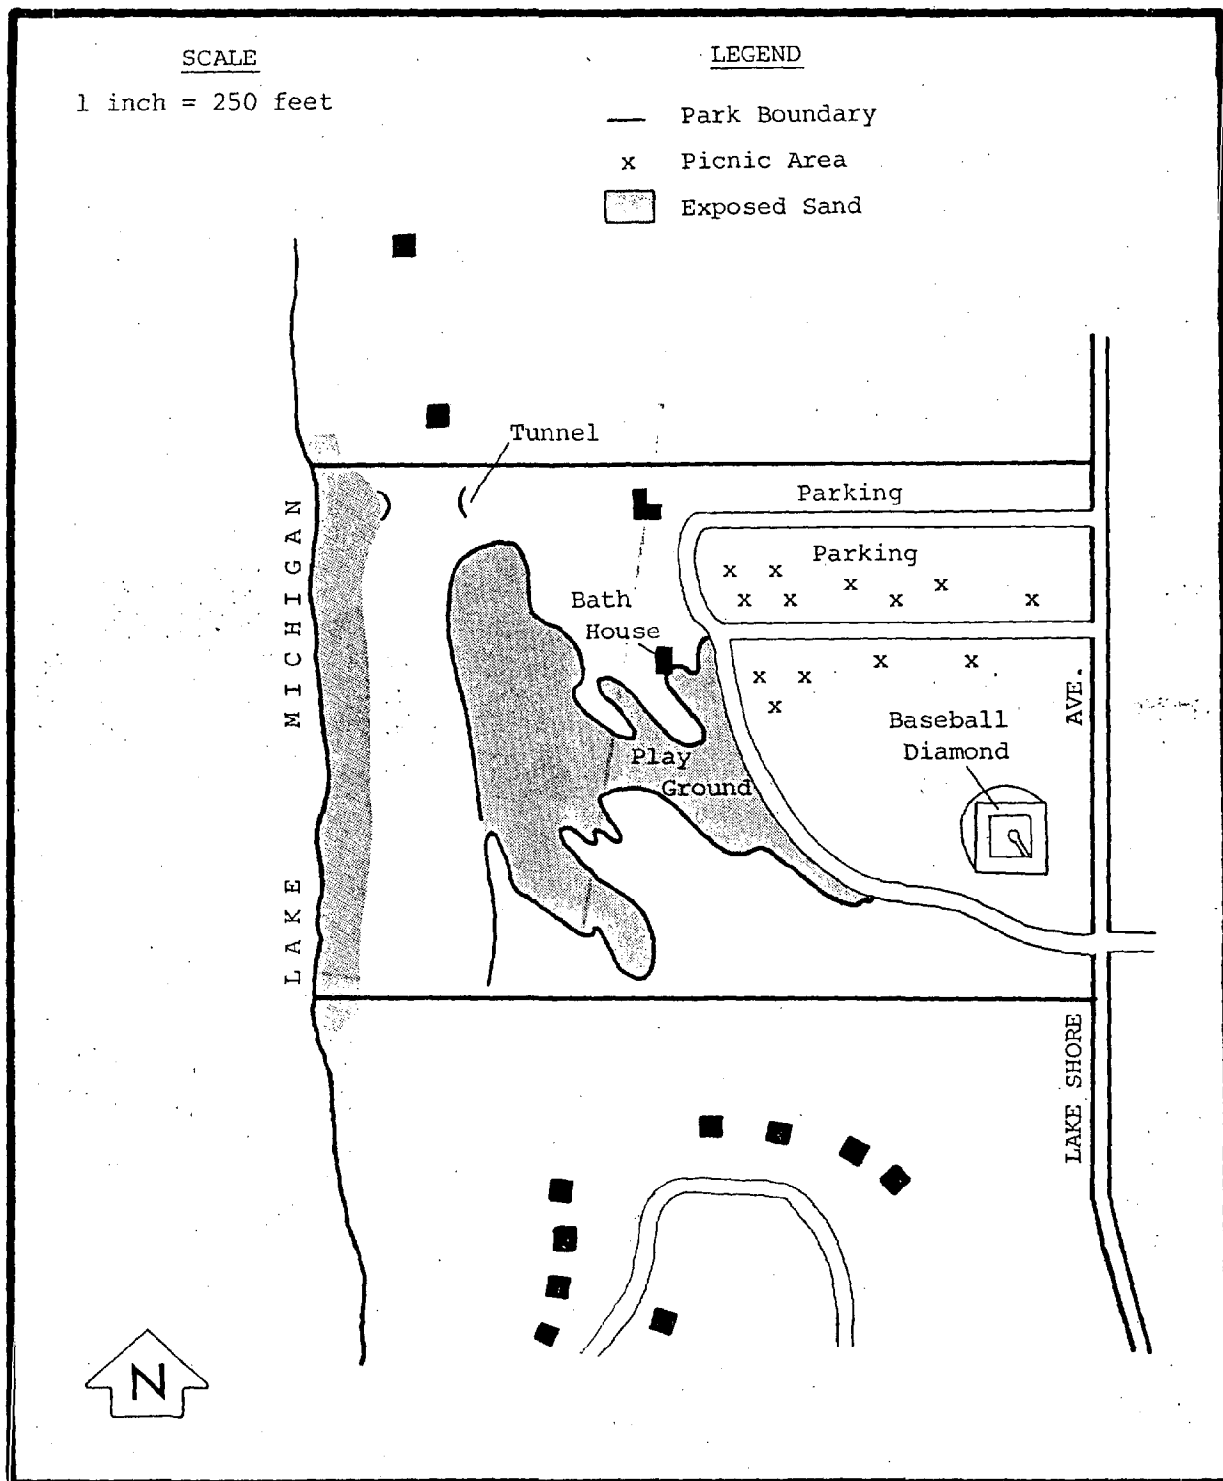 SCALE
1 inch = 250 feet
LEGEND
Park Boundary
x Picnic Area
Exposed Sand
Tunnel
Parking
Parking
x x x x
x x x x
Bath
House
x x x x
x
Baseball
Diamond
Play
Ground
LAKE MICHIGAN
LAKE SHORE AVE.
N